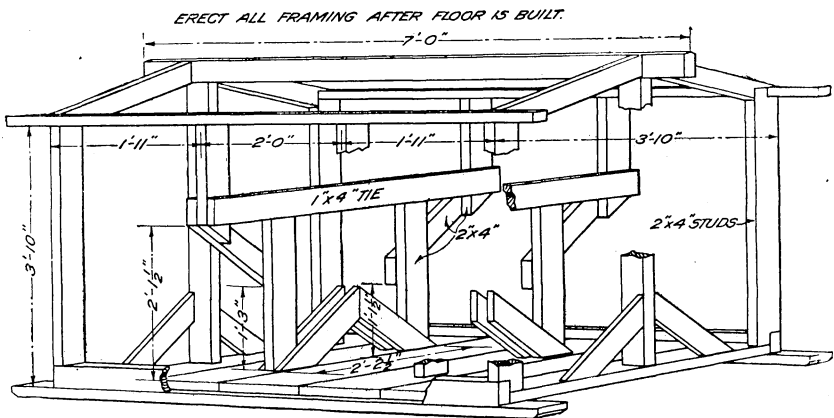 ERECT ALL FRAMING AFTER FLOOR IS BUILT.
7'-0"
1'-11" 2'-0" 1'-11" 3'-10"
1"x4" TIE
2"x4"
2"x4" STUDS
3'-10"
2'-1½"
1'-3"
1'-1½"
2'-2½"